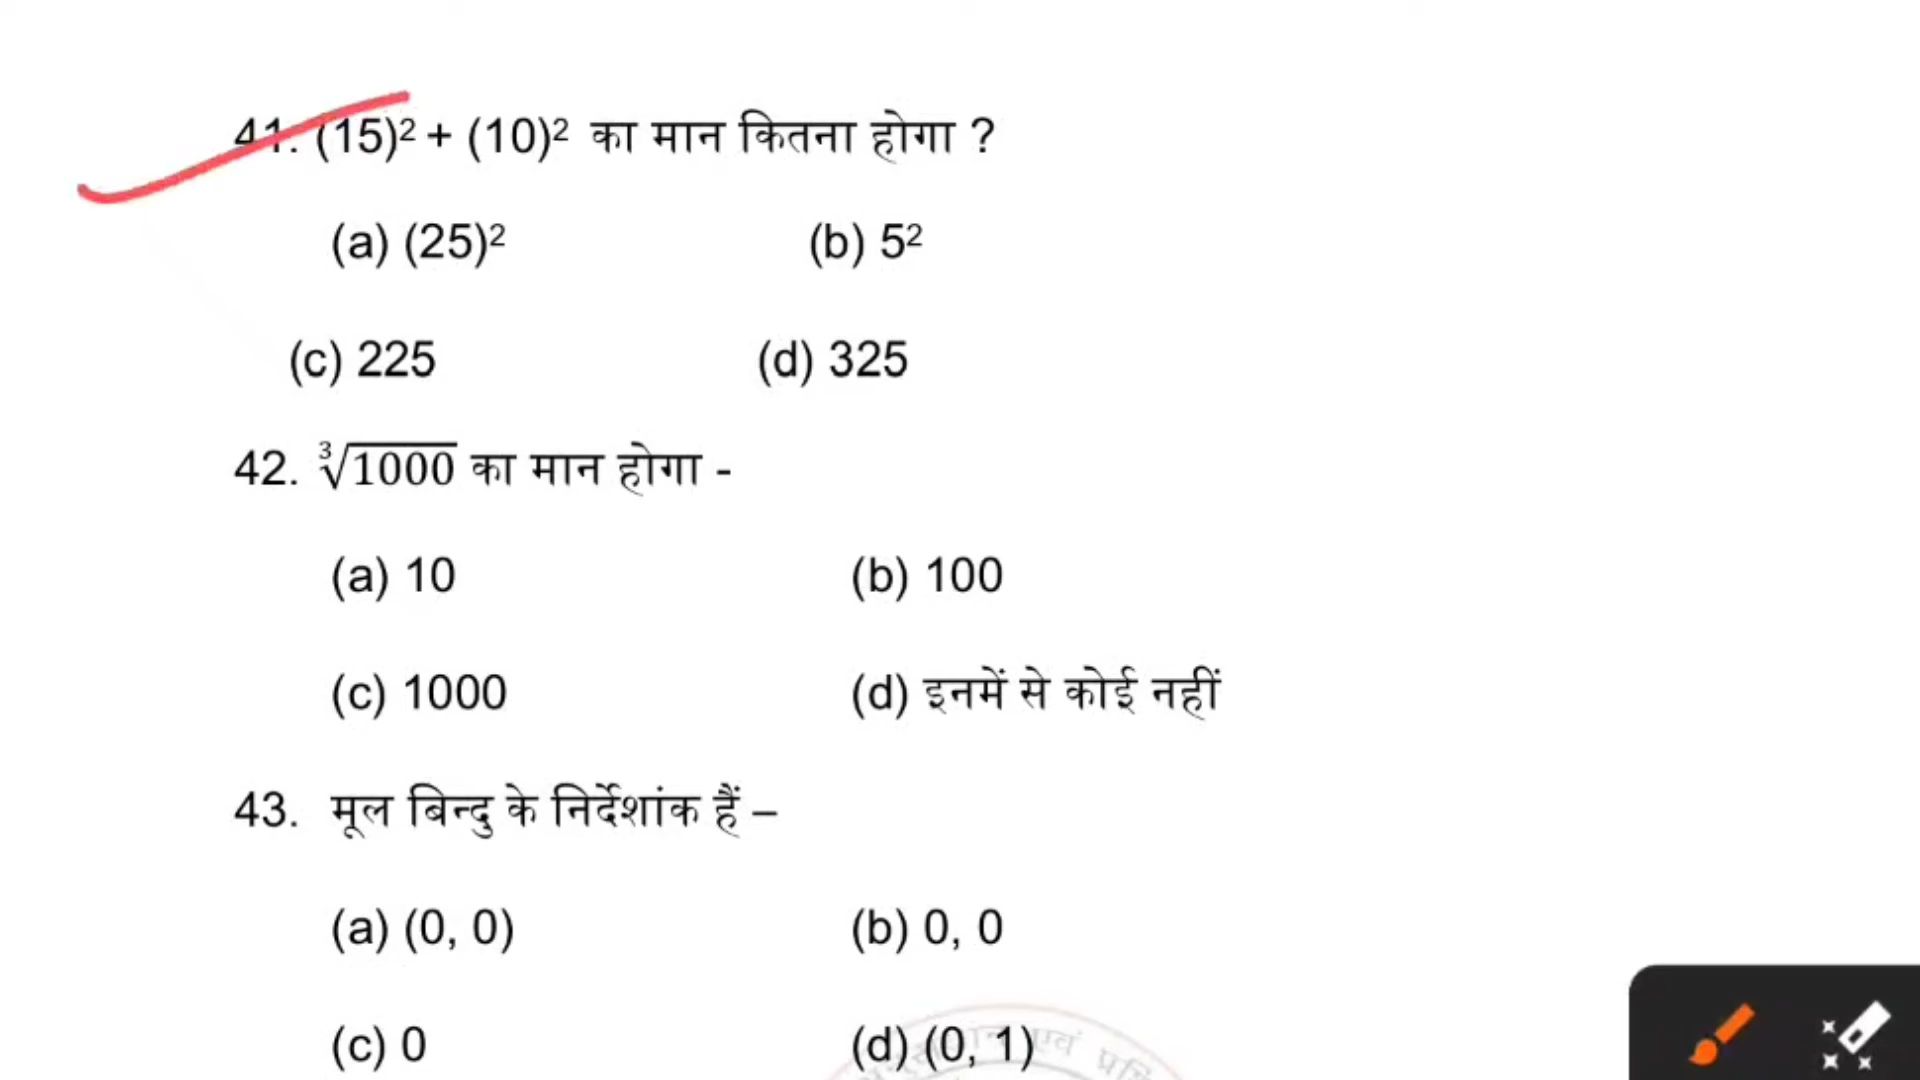 41. (15)² + (10)² का मान कितना होगा ?
(a) (25)² (b) 5²
(c) 225 (d) 325
42. ∛1000 का मान होगा -
(a) 10 (b) 100
(c) 1000 (d) इनमें से कोई नहीं
43. मूल बिन्दु के निर्देशांक हैं –
(a) (0, 0) (b) 0, 0
(c) 0 (d) (0, 1)